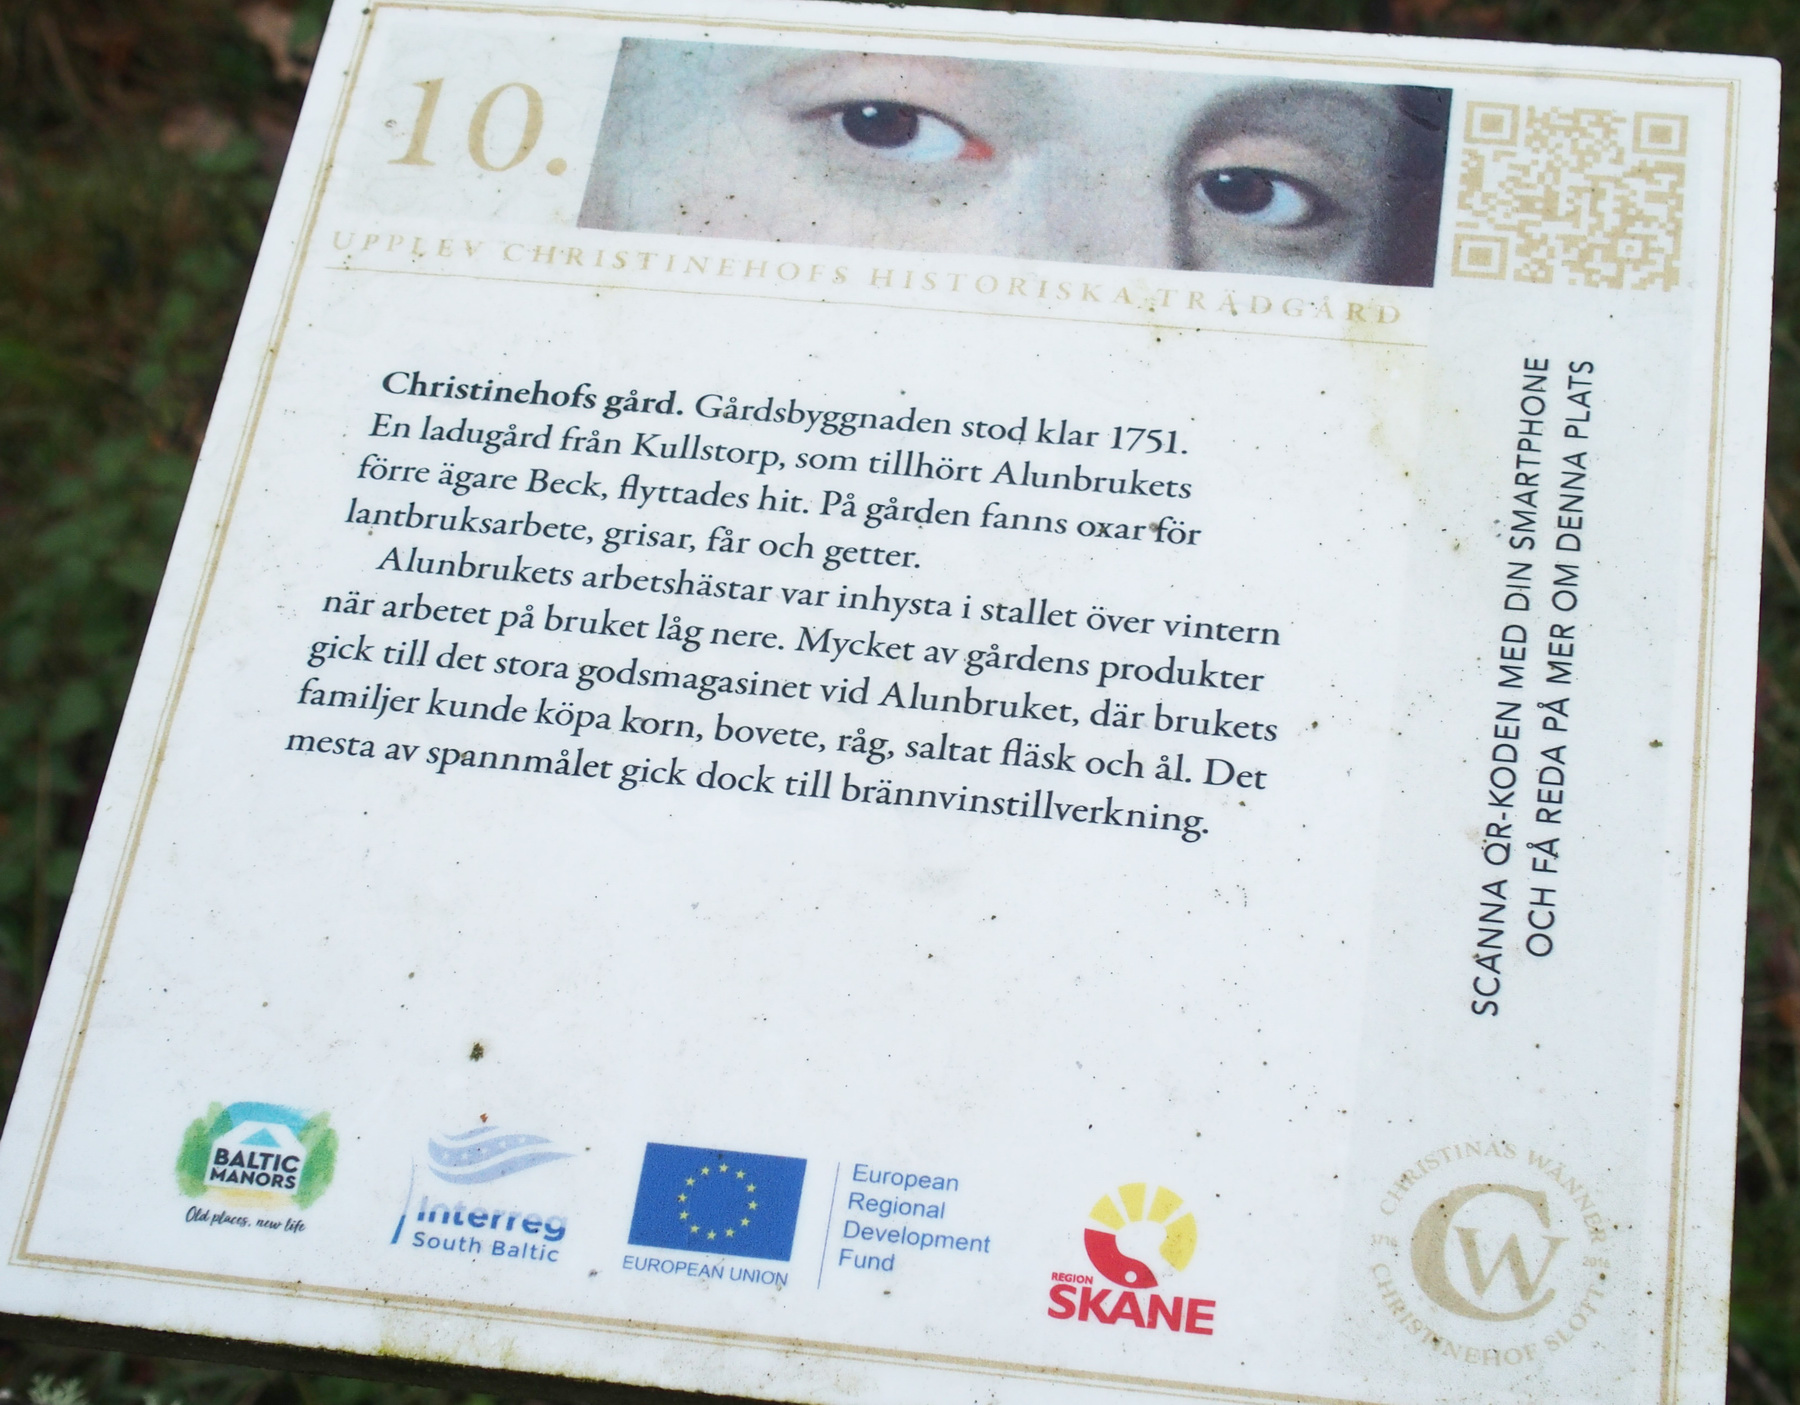 10.
UPPLEV CHRISTINEHOFS HISTORISKA TRÄDGÅRD
Christinehofs gård. Gårdsbyggnaden stod klar 1751.
En ladugård från Kullstorp, som tillhört Alunbrukets
förre ägare Beck, flyttades hit. På gården fanns oxar för
lantbruksarbete, grisar, får och getter.
Alunbrukets arbetshästar var inhysta i stallet över vintern
när arbetet på bruket låg nere. Mycket av gårdens produkter
gick till det stora godsmagasinet vid Alunbruket, där brukets
familjer kunde köpa korn, bovete, råg, saltat fläsk och ål. Det
mesta av spannmålet gick dock till brännvinstillverkning.
SCANNA QR-KODEN MED DIN SMARTPHONE
OCH FÅ REDA PÅ MER OM DENNA PLATS
BALTIC
MANORS
Old places, new life
Interreg
South Baltic
EUROPEAN UNION
European
Regional
Development
Fund
REGION
SKÅNE
CHRISTINAS WÄNNER
CW
2016
CHRISTINEHOF SLOTT